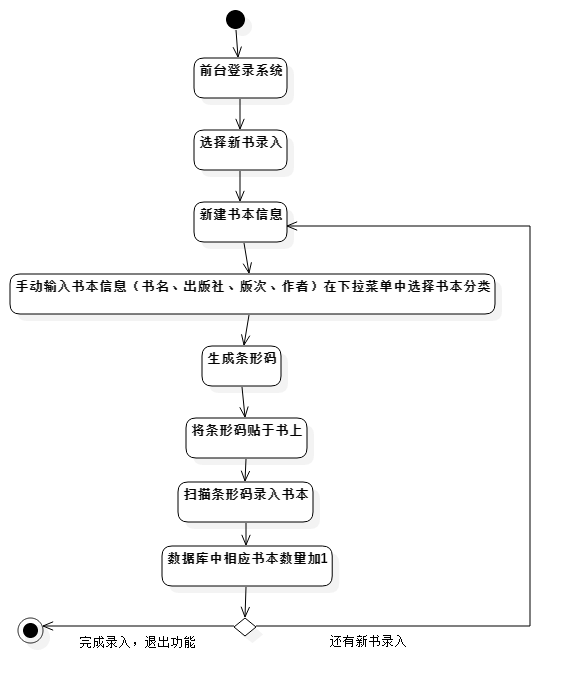 前台登录系统
选择新书录入
新建书本信息
手动输入书本信息（书名、出版社、版次、作者）在下拉菜单中选择书本分类
生成条形码
将条形码贴于书上
扫描条形码录入书本
数据库中相应书本数量加1
完成录入，退出功能
还有新书录入